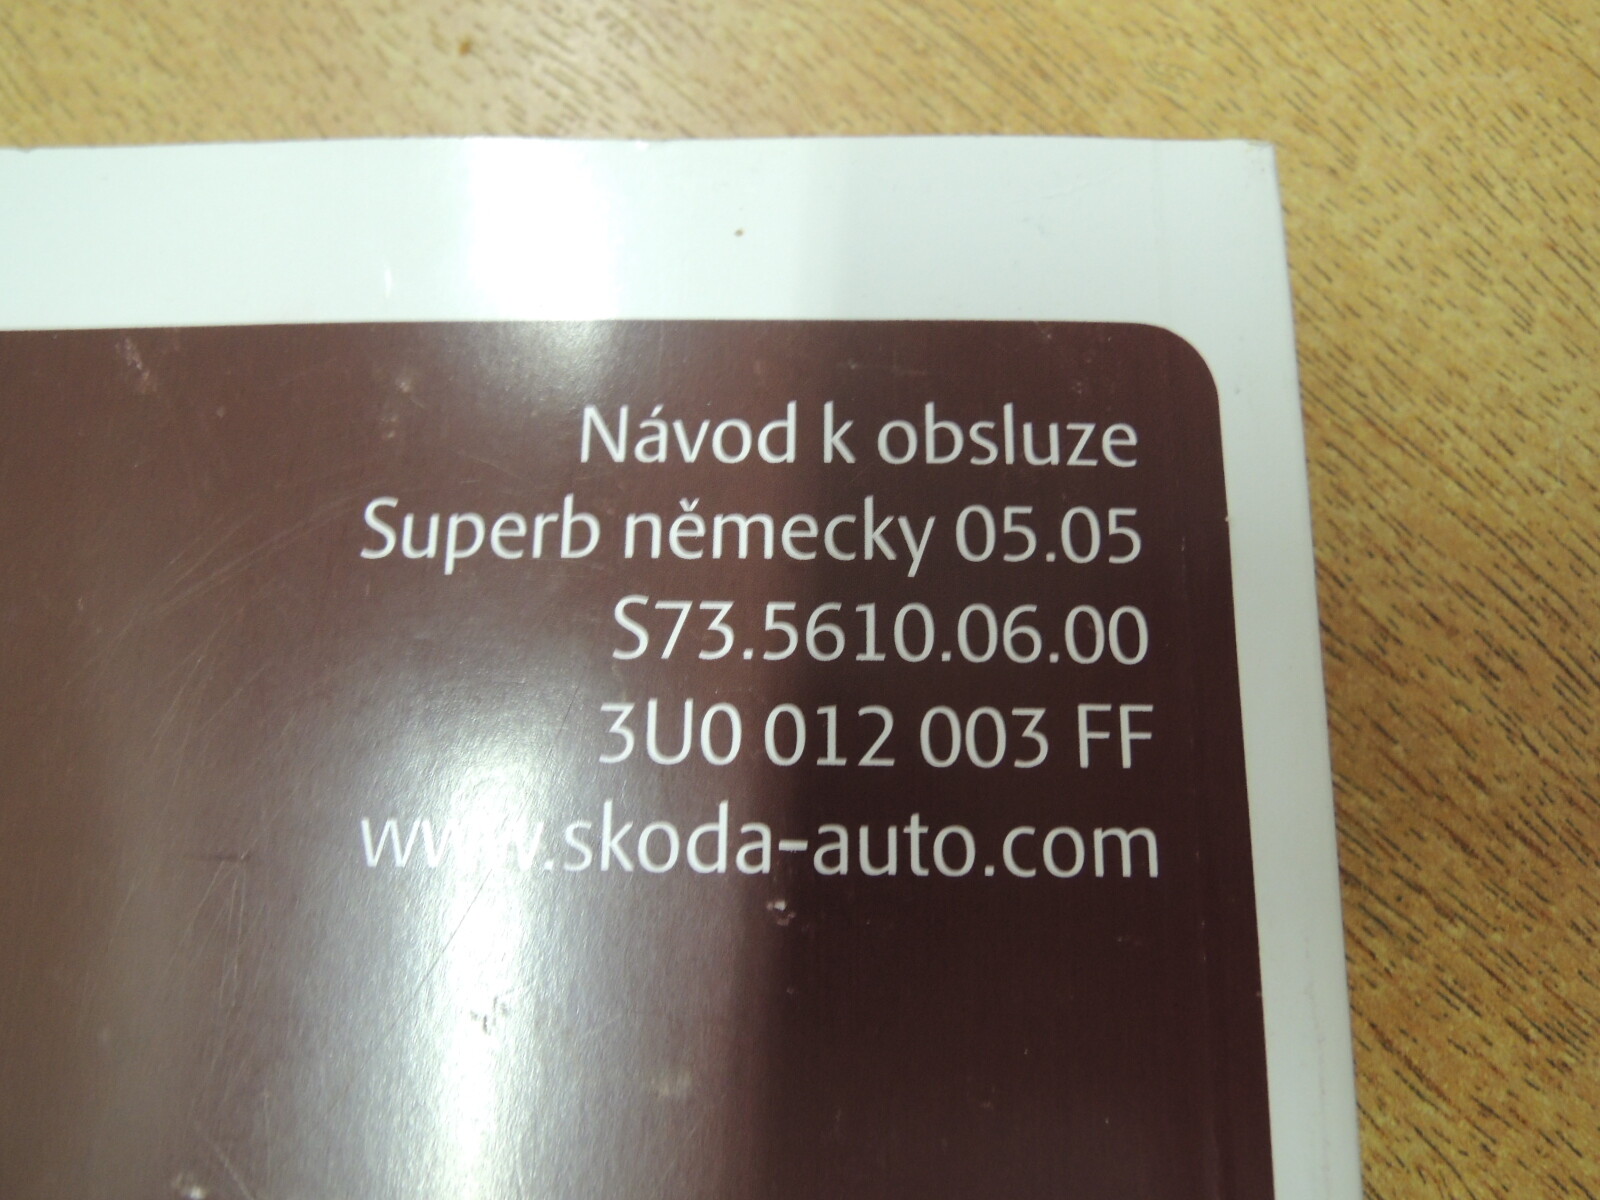 Návod k obsluze
Superb německy 05.05
S73.5610.06.00
3U0 012 003 FF
www.skoda-auto.com